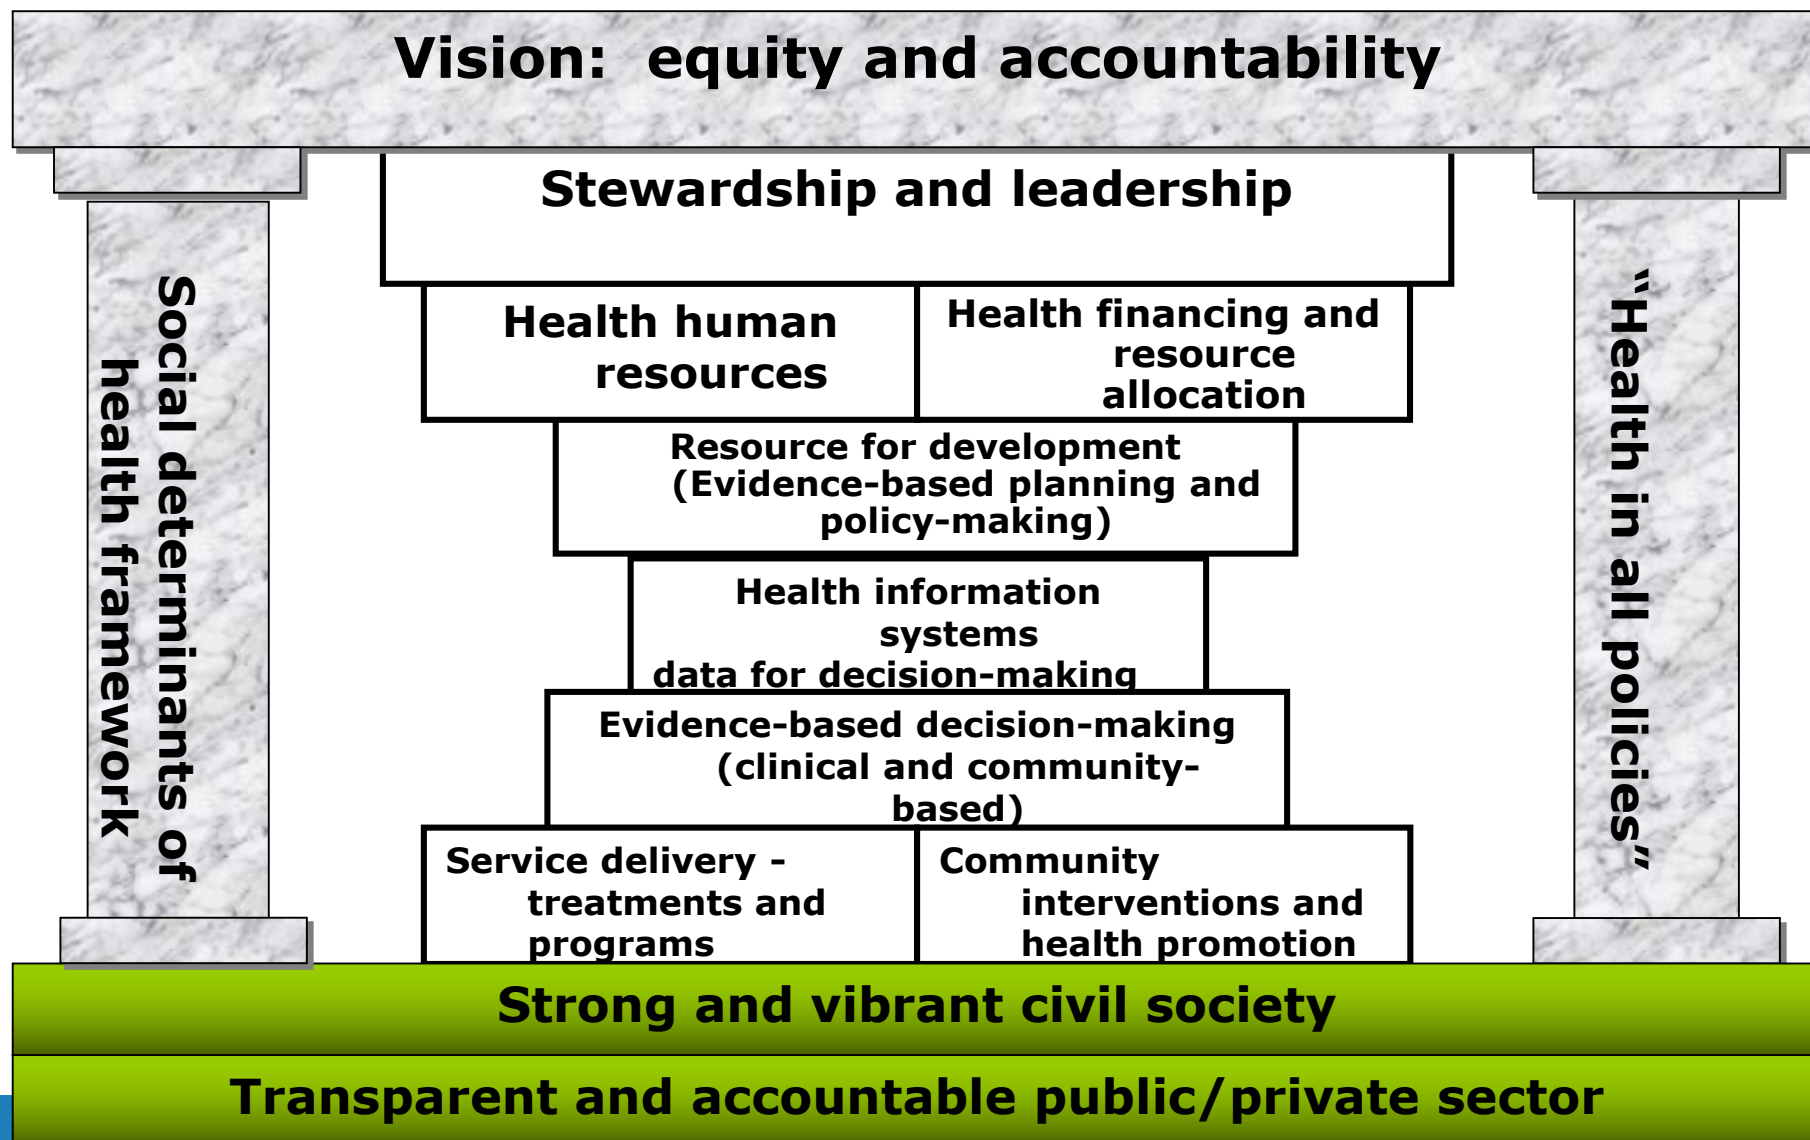 Vision: equity and accountability
Stewardship and leadership
Health human
resources
Health financing and
resource
allocation
Resource for development
(Evidence-based planning and
policy-making)
Health information
systems
data for decision-making
Evidence-based decision-making
(clinical and community-
based)
Service delivery -
treatments and
programs
Community
interventions and
health promotion
Social determinants of
health framework
“Health in all policies”
Strong and vibrant civil society
Transparent and accountable public/private sector